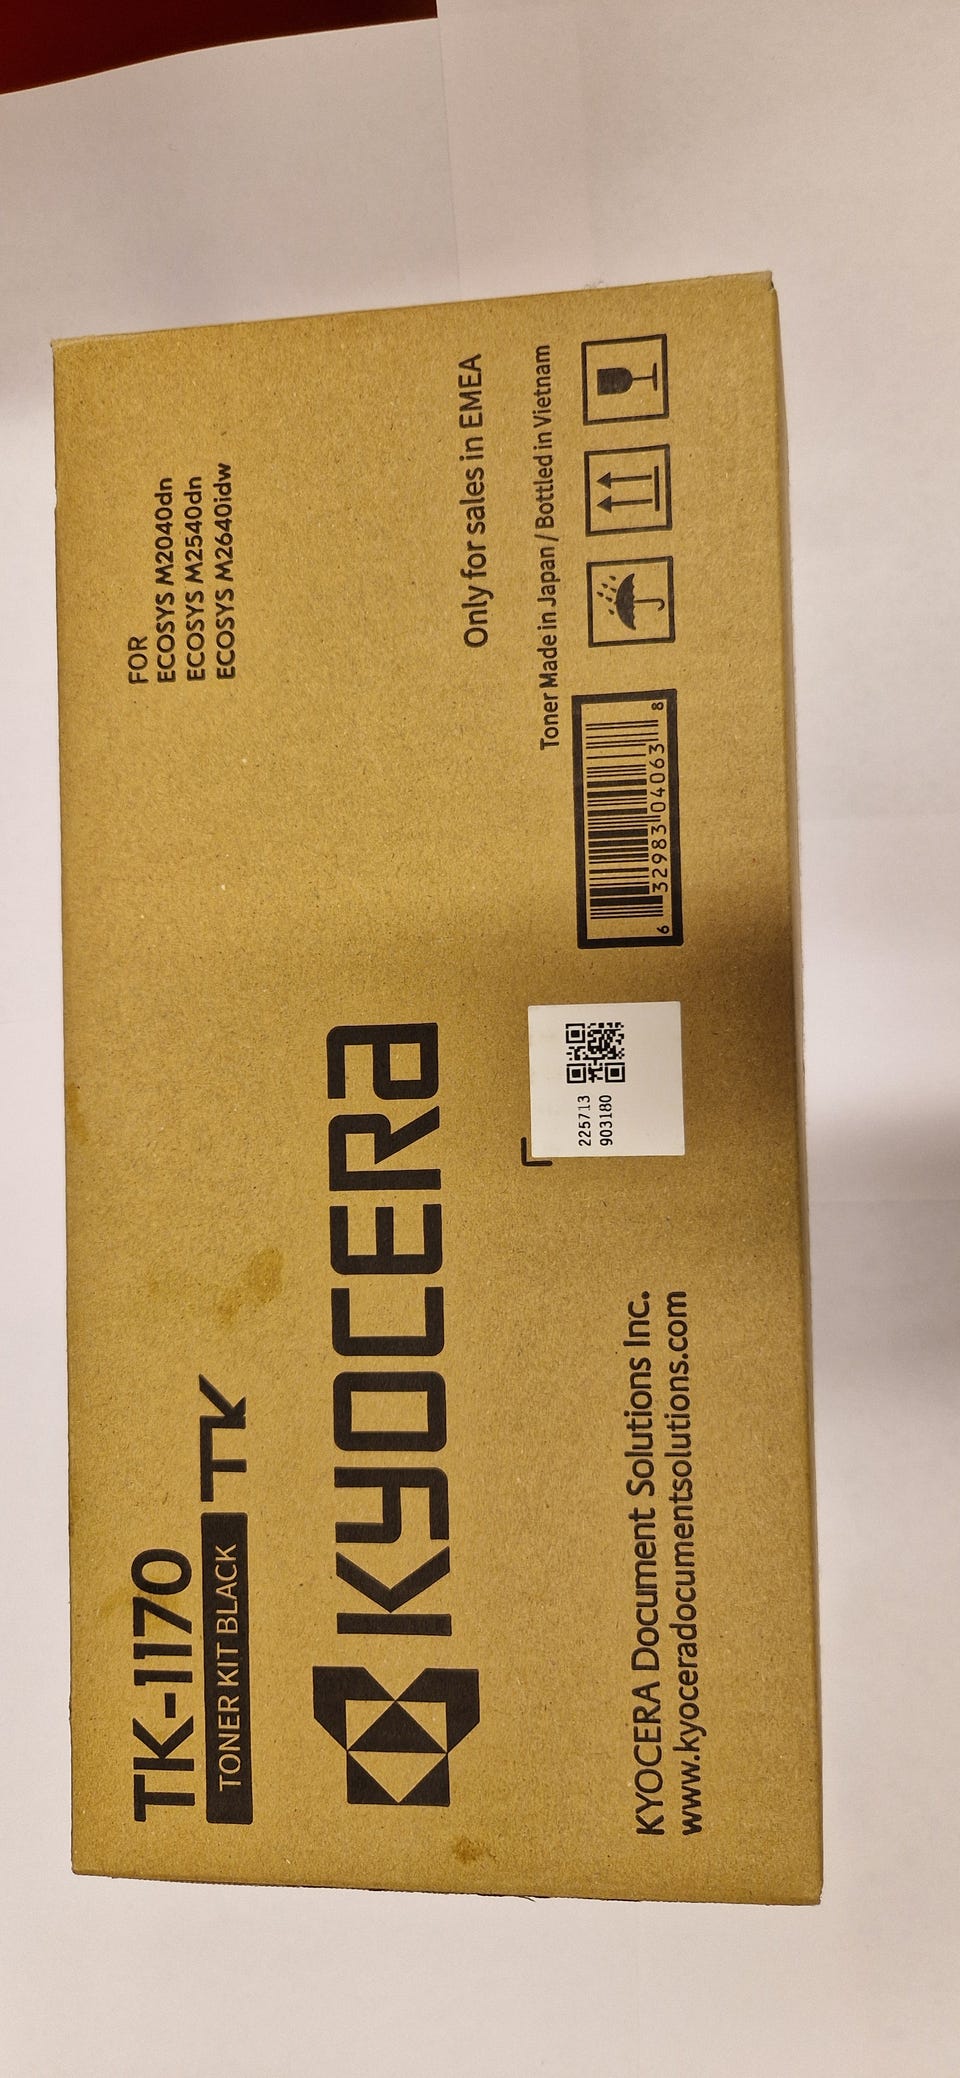 TK-1170
TONER KIT BLACK
TK
FOR
ECOSYS M2040dn
ECOSYS M2540dn
ECOSYS M2640idw
KYOCERA
Only for sales in EMEA
Toner Made in Japan / Bottled in Vietnam
KYOCERA Document Solutions Inc.
www.kyoceradocumentsolutions.com
225713
903180
6 32983 04063 8